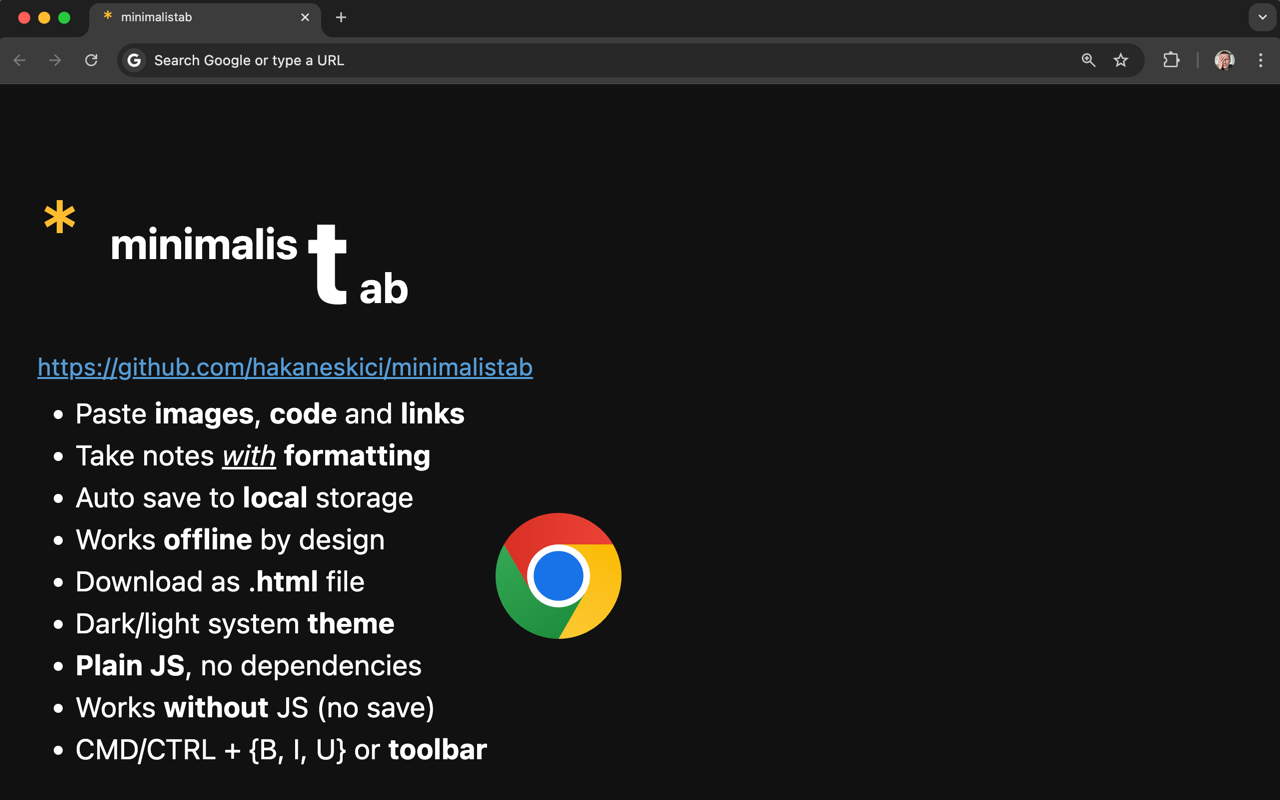 * minimalistab
Search Google or type a URL
* minimalis t ab
https://github.com/hakaneskici/minimalistab
• Paste images, code and links
• Take notes with formatting
• Auto save to local storage
• Works offline by design
• Download as .html file
• Dark/light system theme
• Plain JS, no dependencies
• Works without JS (no save)
• CMD/CTRL + {B, I, U} or toolbar